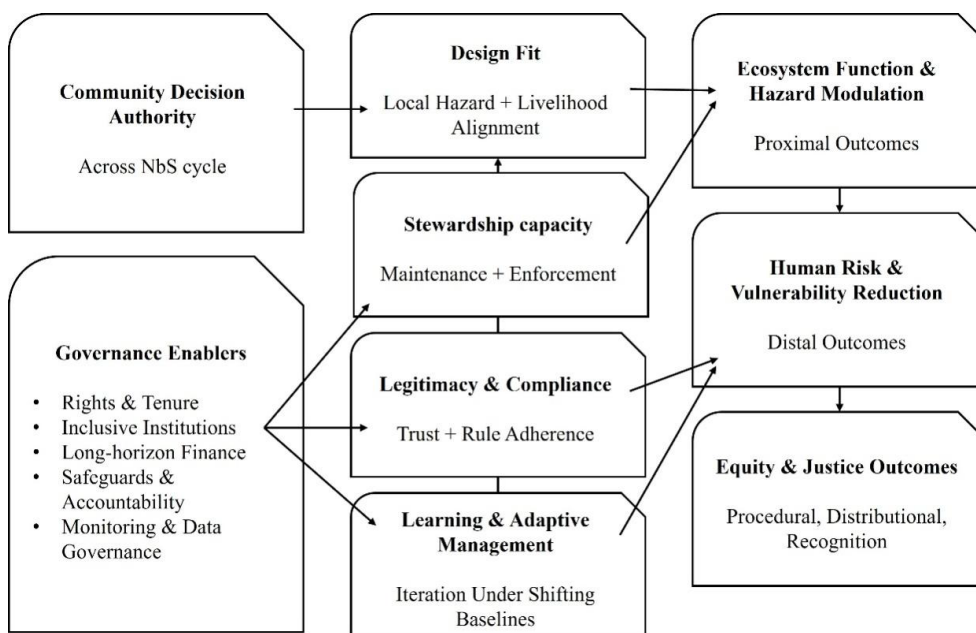 Community Decision
Authority
Across NbS cycle
Governance Enablers
• Rights & Tenure
• Inclusive Institutions
• Long-horizon Finance
• Safeguards &
Accountability
• Monitoring & Data
Governance
Design Fit
Local Hazard + Livelihood
Alignment
Stewardship capacity
Maintenance + Enforcement
Legitimacy & Compliance
Trust + Rule Adherence
Learning & Adaptive
Management
Iteration Under Shifting
Baselines
Ecosystem Function &
Hazard Modulation
Proximal Outcomes
Human Risk &
Vulnerability Reduction
Distal Outcomes
Equity & Justice Outcomes
Procedural, Distributional,
Recognition